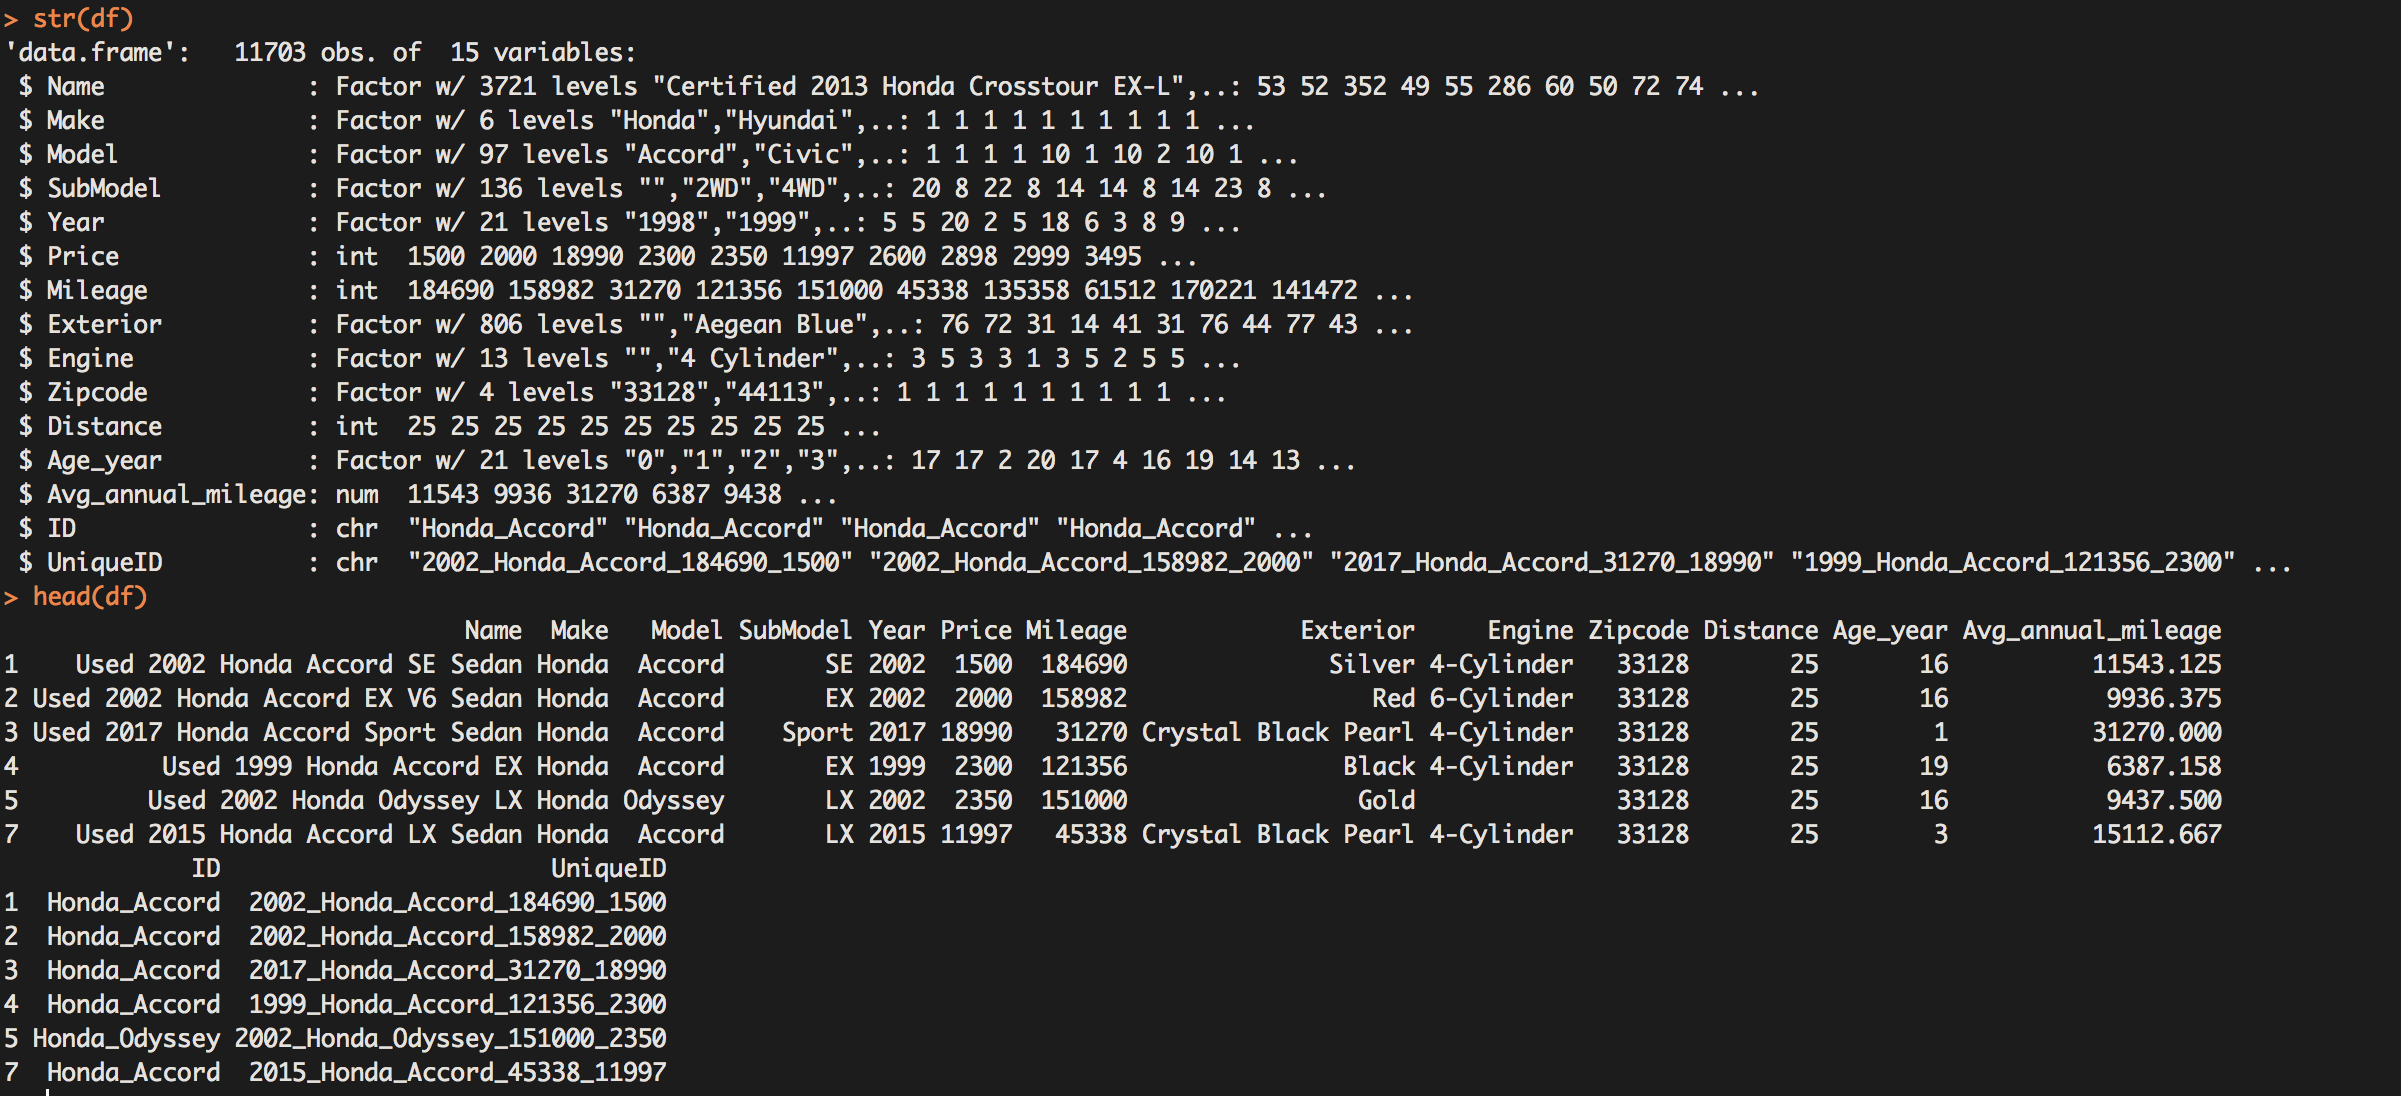 > str(df)
'data.frame':   11703 obs. of  15 variables:
 $ Name              : Factor w/ 3721 levels "Certified 2013 Honda Crosstour EX-L",..: 53 52 352 49 55 286 60 50 72 74 ...
 $ Make              : Factor w/ 6 levels "Honda","Hyundai",..: 1 1 1 1 1 1 1 1 1 1 ...
 $ Model             : Factor w/ 97 levels "Accord","Civic",..: 1 1 1 1 10 1 10 2 10 1 ...
 $ SubModel          : Factor w/ 136 levels "","2WD","4WD",..: 20 8 22 8 14 14 8 14 23 8 ...
 $ Year              : Factor w/ 21 levels "1998","1999",..: 5 5 20 2 5 18 6 3 8 9 ...
 $ Price             : int  1500 2000 18990 2300 2350 11997 2600 2898 2999 3495 ...
 $ Mileage           : int  184690 158982 31270 121356 151000 45338 135358 61512 170221 141472 ...
 $ Exterior          : Factor w/ 806 levels "","Aegean Blue",..: 76 72 31 14 41 31 76 44 77 43 ...
 $ Engine            : Factor w/ 13 levels "","4 Cylinder",..: 3 5 3 3 1 3 5 2 5 5 ...
 $ Zipcode           : Factor w/ 4 levels "33128","44113",..: 1 1 1 1 1 1 1 1 1 1 ...
 $ Distance          : int  25 25 25 25 25 25 25 25 25 25 ...
 $ Age_year          : Factor w/ 21 levels "0","1","2","3",..: 17 17 2 20 17 4 16 19 14 13 ...
 $ Avg_annual_mileage: num  11543 9936 31270 6387 9438 ...
 $ ID                : chr  "Honda_Accord" "Honda_Accord" "Honda_Accord" "Honda_Accord" ...
 $ UniqueID          : chr  "2002_Honda_Accord_184690_1500" "2002_Honda_Accord_158982_2000" "2017_Honda_Accord_31270_18990" "1999_Honda_Accord_121356_2300" ...
> head(df)
                                Name  Make   Model SubModel Year Price Mileage            Exterior     Engine Zipcode Distance Age_year Avg_annual_mileage
1    Used 2002 Honda Accord SE Sedan Honda  Accord       SE 2002  1500  184690              Silver 4-Cylinder   33128       25       16          11543.125
2 Used 2002 Honda Accord EX V6 Sedan Honda  Accord       EX 2002  2000  158982                 Red 6-Cylinder   33128       25       16           9936.375
3 Used 2017 Honda Accord Sport Sedan Honda  Accord    Sport 2017 18990   31270 Crystal Black Pearl 4-Cylinder   33128       25        1          31270.000
4          Used 1999 Honda Accord EX Honda  Accord       EX 1999  2300  121356               Black 4-Cylinder   33128       25       19           6387.158
5         Used 2002 Honda Odyssey LX Honda Odyssey       LX 2002  2350  151000                Gold              33128       25       16           9437.500
7    Used 2015 Honda Accord LX Sedan Honda  Accord       LX 2015 11997   45338 Crystal Black Pearl 4-Cylinder   33128       25        3          15112.667
             ID                       UniqueID
1  Honda_Accord  2002_Honda_Accord_184690_1500
2  Honda_Accord  2002_Honda_Accord_158982_2000
3  Honda_Accord  2017_Honda_Accord_31270_18990
4  Honda_Accord  1999_Honda_Accord_121356_2300
5 Honda_Odyssey 2002_Honda_Odyssey_151000_2350
7  Honda_Accord  2015_Honda_Accord_45338_11997